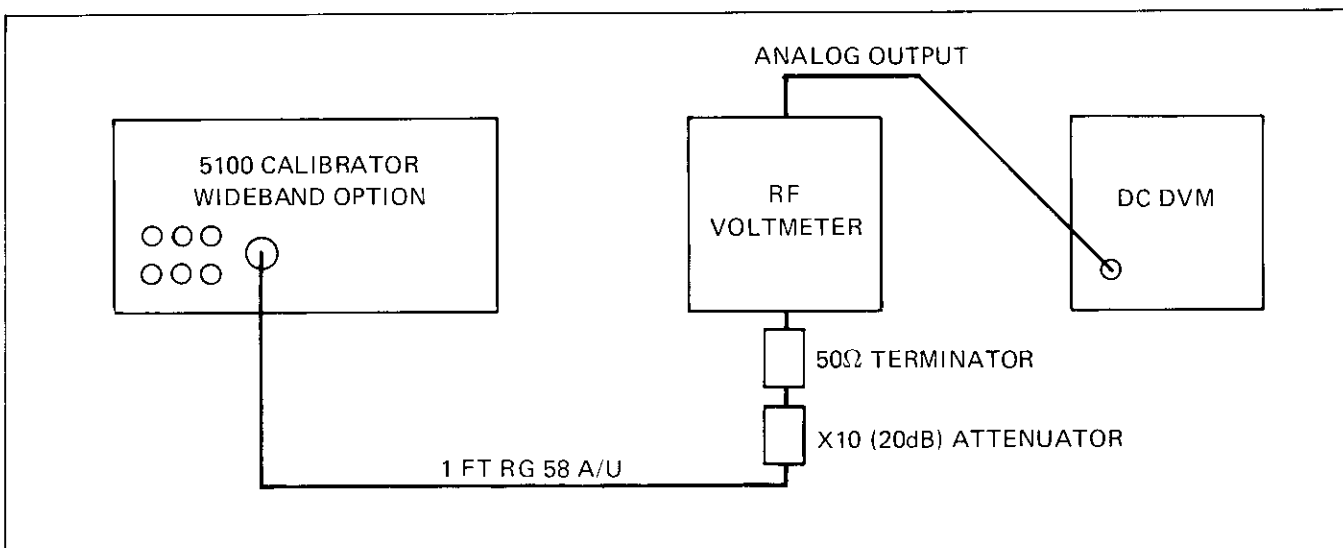 ANALOG OUTPUT
5100 CALIBRATOR
WIDEBAND OPTION
RF
VOLTMETER
DC DVM
50Ω TERMINATOR
X10 (20dB) ATTENUATOR
1 FT RG 58 A/U